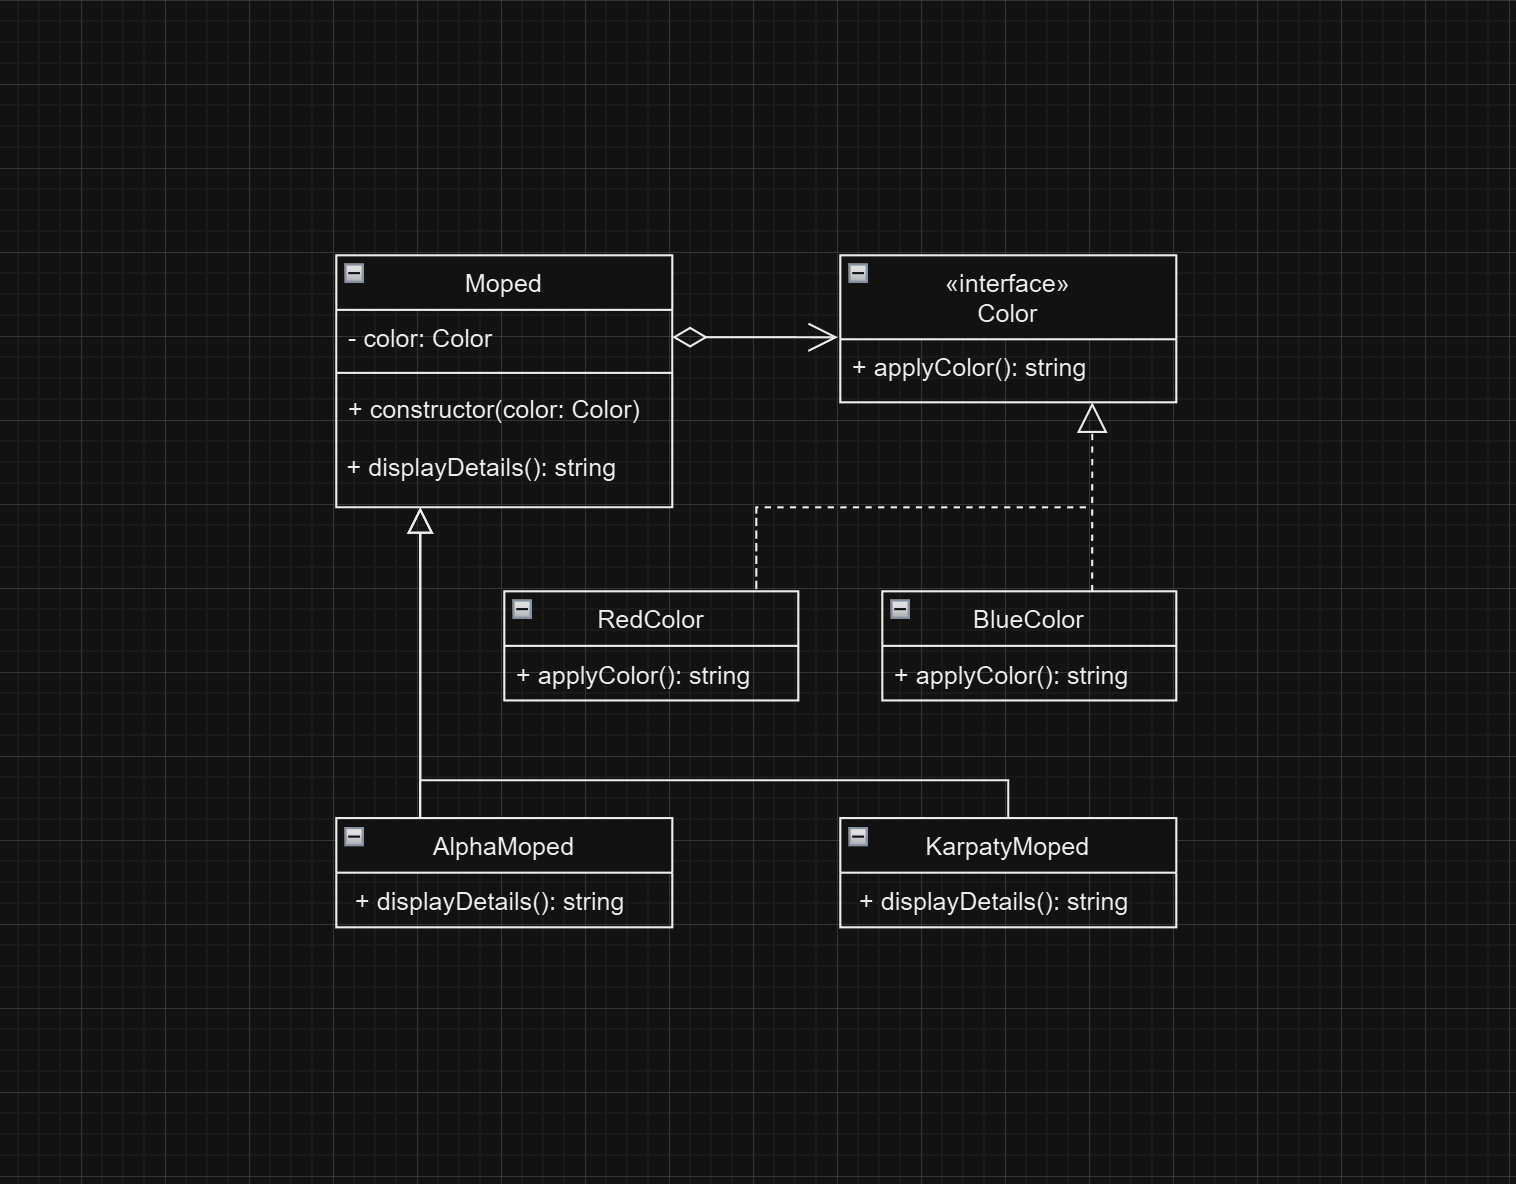 Moped
- color: Color
+ constructor(color: Color)
+ displayDetails(): string
«interface»
Color
+ applyColor(): string
RedColor
+ applyColor(): string
BlueColor
+ applyColor(): string
AlphaMoped
+ displayDetails(): string
KarpatyMoped
+ displayDetails(): string